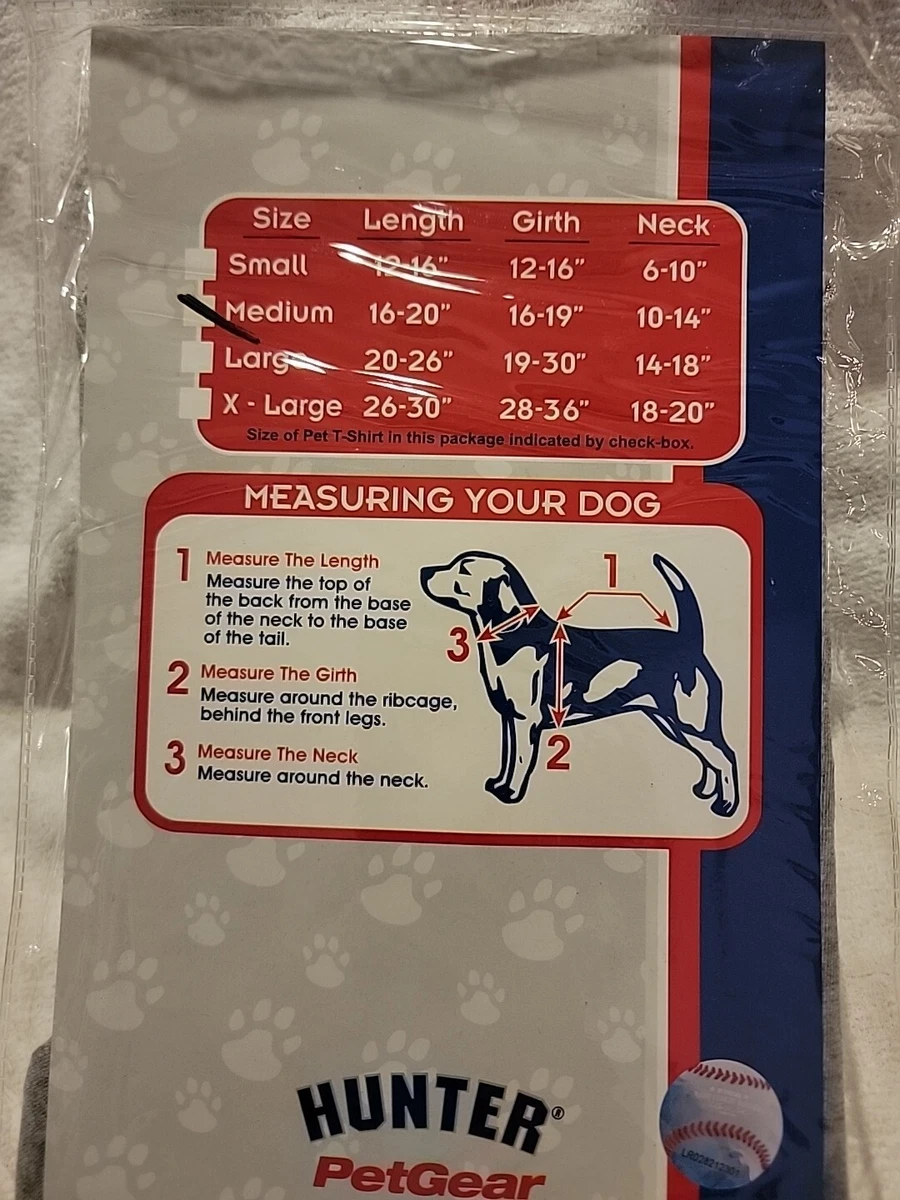 Size Length Girth Neck
Small 12-16" 12-16" 6-10"
Medium 16-20" 16-19" 10-14"
Large 20-26" 19-30" 14-18"
X - Large 26-30" 28-36" 18-20"
Size of Pet T-Shirt in this package indicated by check-box.
MEASURING YOUR DOG
1 Measure The Length
Measure the top of
the back from the base
of the neck to the base
of the tail.
2 Measure The Girth
Measure around the ribcage,
behind the front legs.
3 Measure The Neck
Measure around the neck.
1
3
2
HUNTER®
PetGear